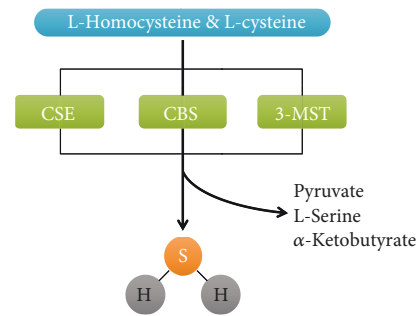 L-Homocysteine & L-cysteine
CSE CBS 3-MST
Pyruvate
L-Serine
α-Ketobutyrate
S
H H